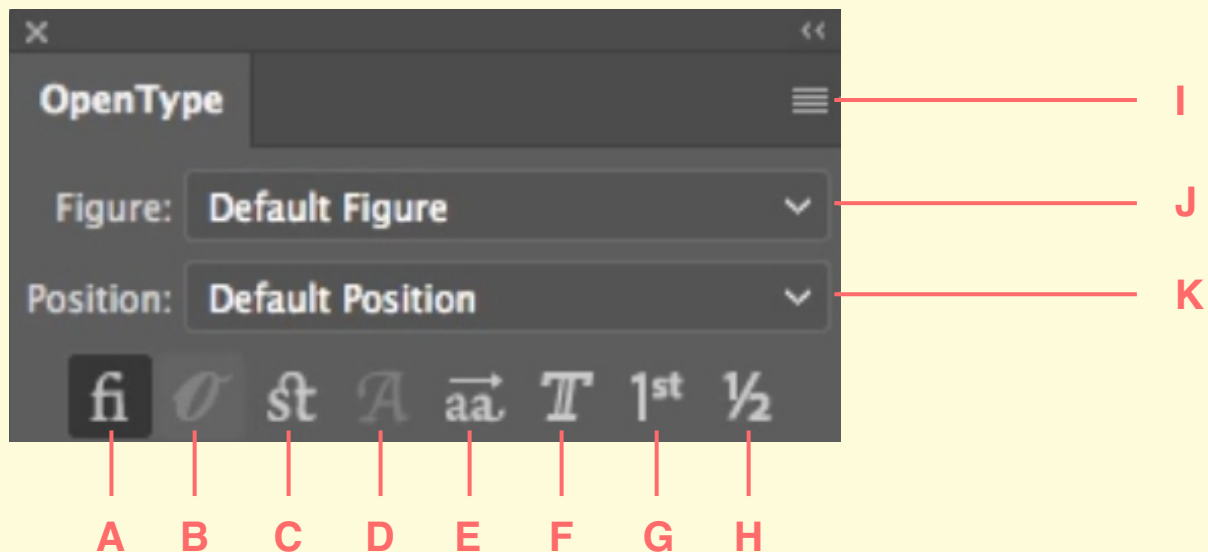 OpenType
I
Figure: Default Figure
J
Position: Default Position
K
fi 𝒪 st A aa T 1st ½
A B C D E F G H